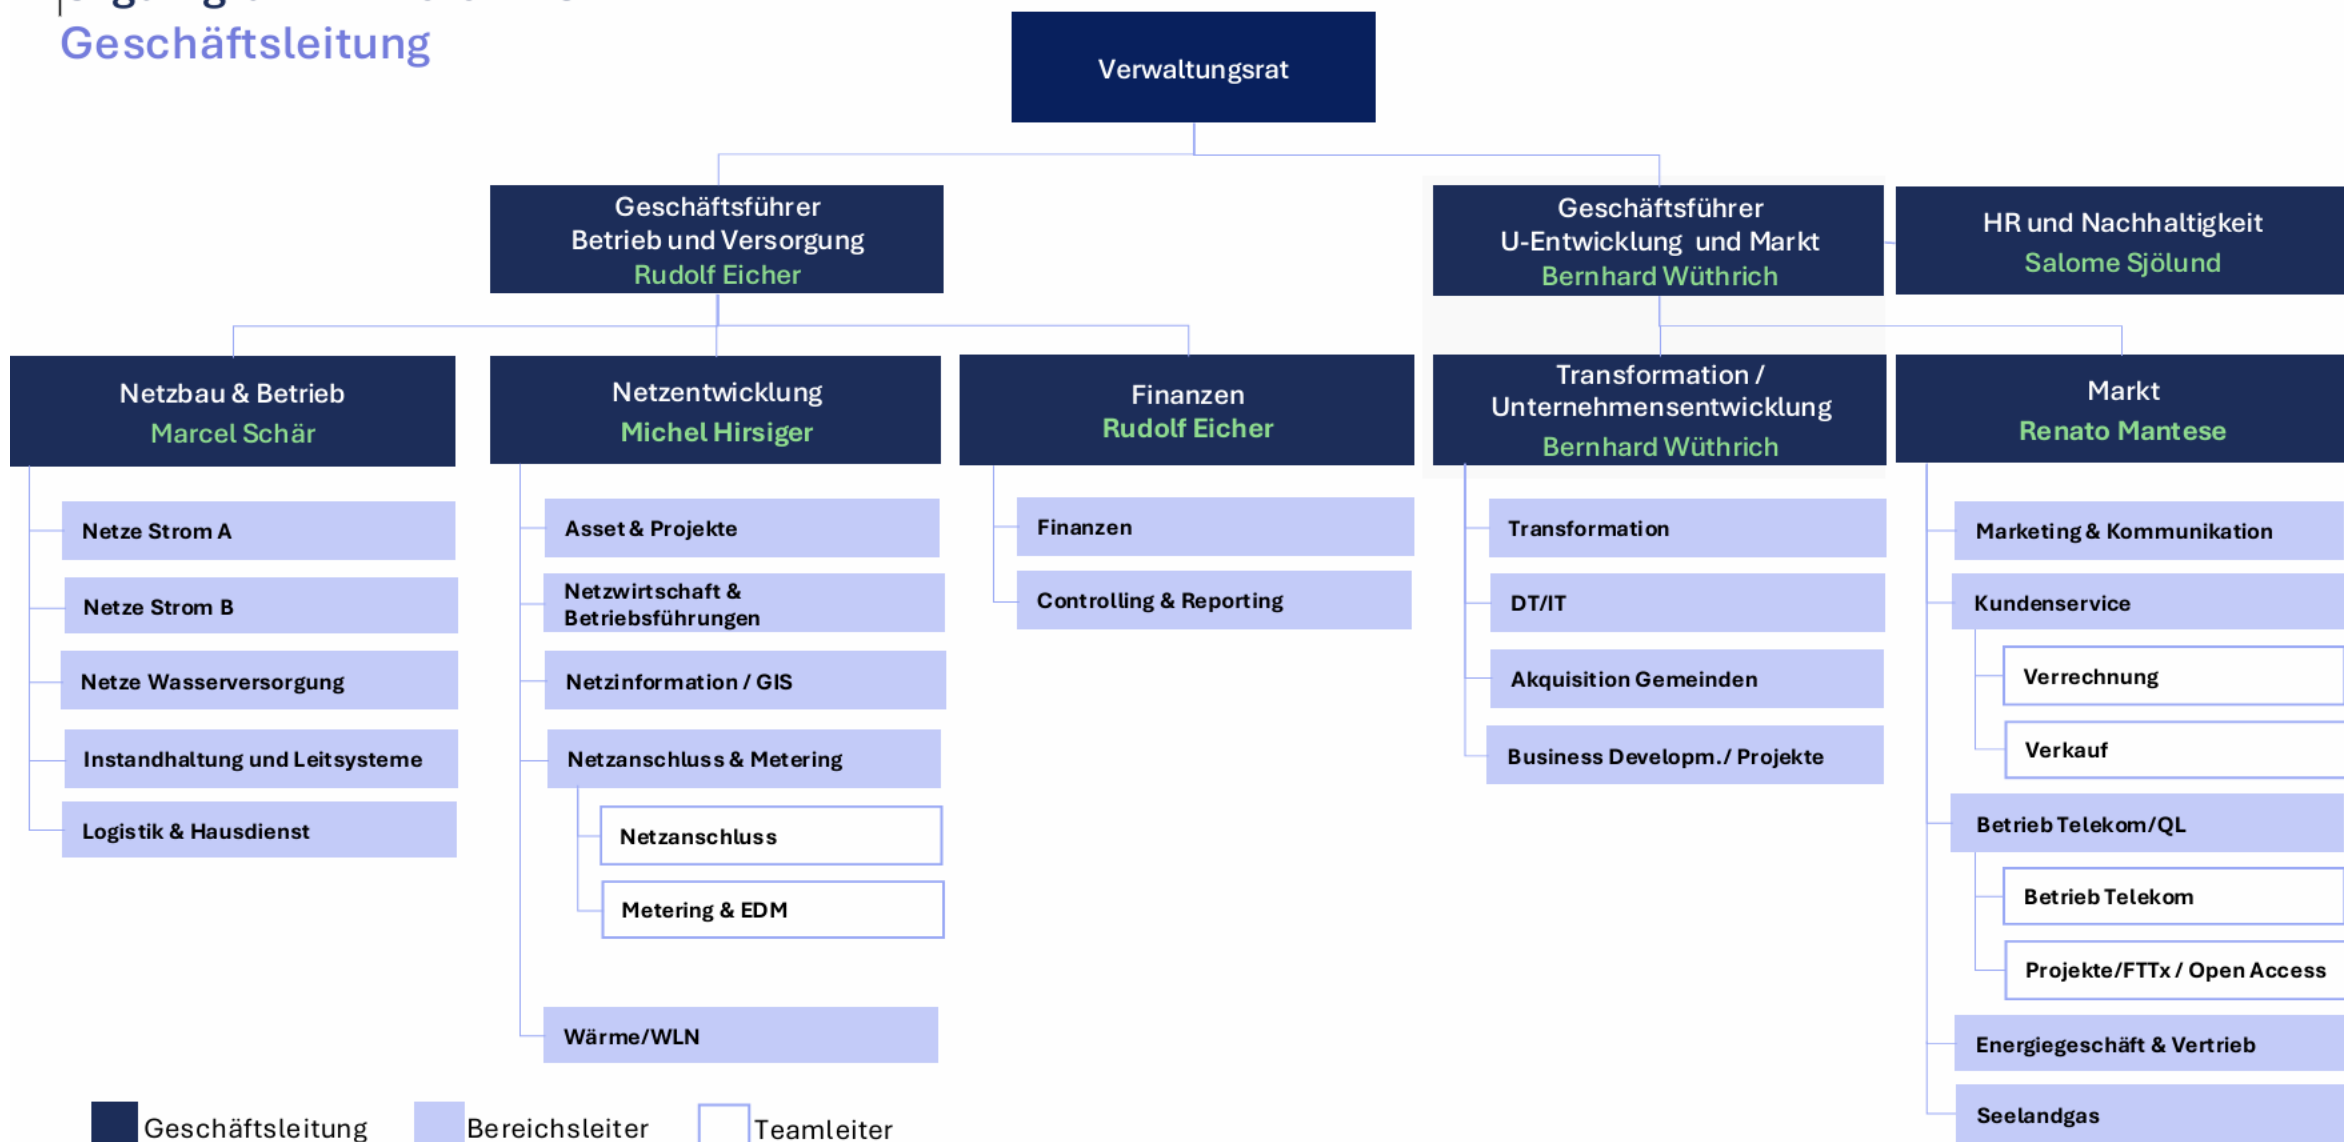 Geschäftsleitung
Verwaltungsrat
Geschäftsführer
Betrieb und Versorgung
Rudolf Eicher
Geschäftsführer
U-Entwicklung und Markt
Bernhard Wüthrich
HR und Nachhaltigkeit
Salome Sjölund
Netzbau & Betrieb
Marcel Schär
Netzentwicklung
Michel Hirsiger
Finanzen
Rudolf Eicher
Transformation /
Unternehmensentwicklung
Bernhard Wüthrich
Markt
Renato Mantese
Netze Strom A
Netze Strom B
Netze Wasserversorgung
Instandhaltung und Leitsysteme
Logistik & Hausdienst
Asset & Projekte
Netzwirtschaft &
Betriebsführungen
Netzinformation / GIS
Netzanschluss & Metering
Netzanschluss
Metering & EDM
Wärme/WLN
Finanzen
Controlling & Reporting
Transformation
DT/IT
Akquisition Gemeinden
Business Developm./ Projekte
Marketing & Kommunikation
Kundenservice
Verrechnung
Verkauf
Betrieb Telekom/QL
Betrieb Telekom
Projekte/FTTx / Open Access
Energiegeschäft & Vertrieb
Seelandgas
Geschäftsleitung
Bereichsleiter
Teamleiter